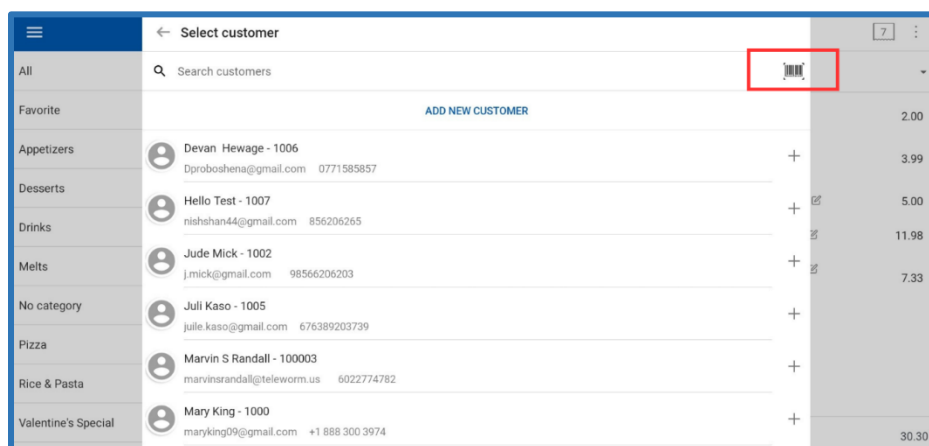 Select customer
7
All
Search customers
Favorite
ADD NEW CUSTOMER
2.00
Appetizers
Devan Hewage - 1006
Dproboshena@gmail.com 0771585857
3.99
Desserts
Hello Test - 1007
nishshan44@gmail.com 856206265
5.00
Drinks
11.98
Melts
Jude Mick - 1002
j.mick@gmail.com 98566206203
7.33
No category
Juli Kaso - 1005
juile.kaso@gmail.com 676389203739
Pizza
Marvin S Randall - 100003
marvinsrandall@teleworm.us 6022774782
Rice & Pasta
Mary King - 1000
maryking09@gmail.com +1 888 300 3974
Valentine's Special
30.30